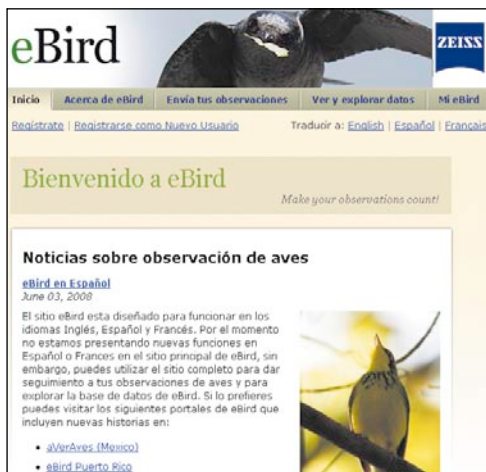 eBird
ZEISS
Inicio Acerca de eBird Envía tus observaciones Ver y explorar datos Mi eBird
Regístrate | Registrarse como Nuevo Usuario Traducir a: English | Español | Français
Bienvenido a eBird
Make your observations count!
Noticias sobre observación de aves
eBird en Español
June 03, 2008
El sitio eBird esta diseñado para funcionar en los
idiomas Inglés, Español y Francés. Por el momento
no estamos presentando nuevas funciones en
Español o Frances en el sitio principal de eBird, sin
embargo, puedes utilizar el sitio completo para dar
seguimiento a tus observaciones de aves y para
explorar la base de datos de eBird. Si lo prefieres
puedes visitar los siguientes portales de eBird que
incluyen nuevas historias en:
• aVerAves (Mexico)
• eBird Puerto Rico